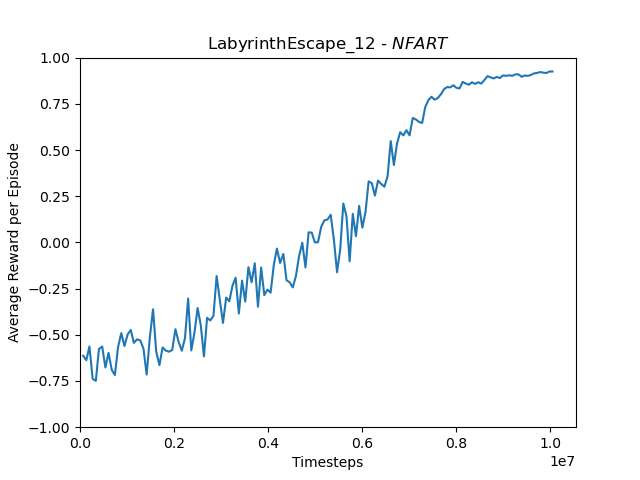 LabyrinthEscape_12 - NFART
Average Reward per Episode
1.00
0.75
0.50
0.25
0.00
−0.25
−0.50
−0.75
−1.00
0.0 0.2 0.4 0.6 0.8 1.0
1e7
Timesteps